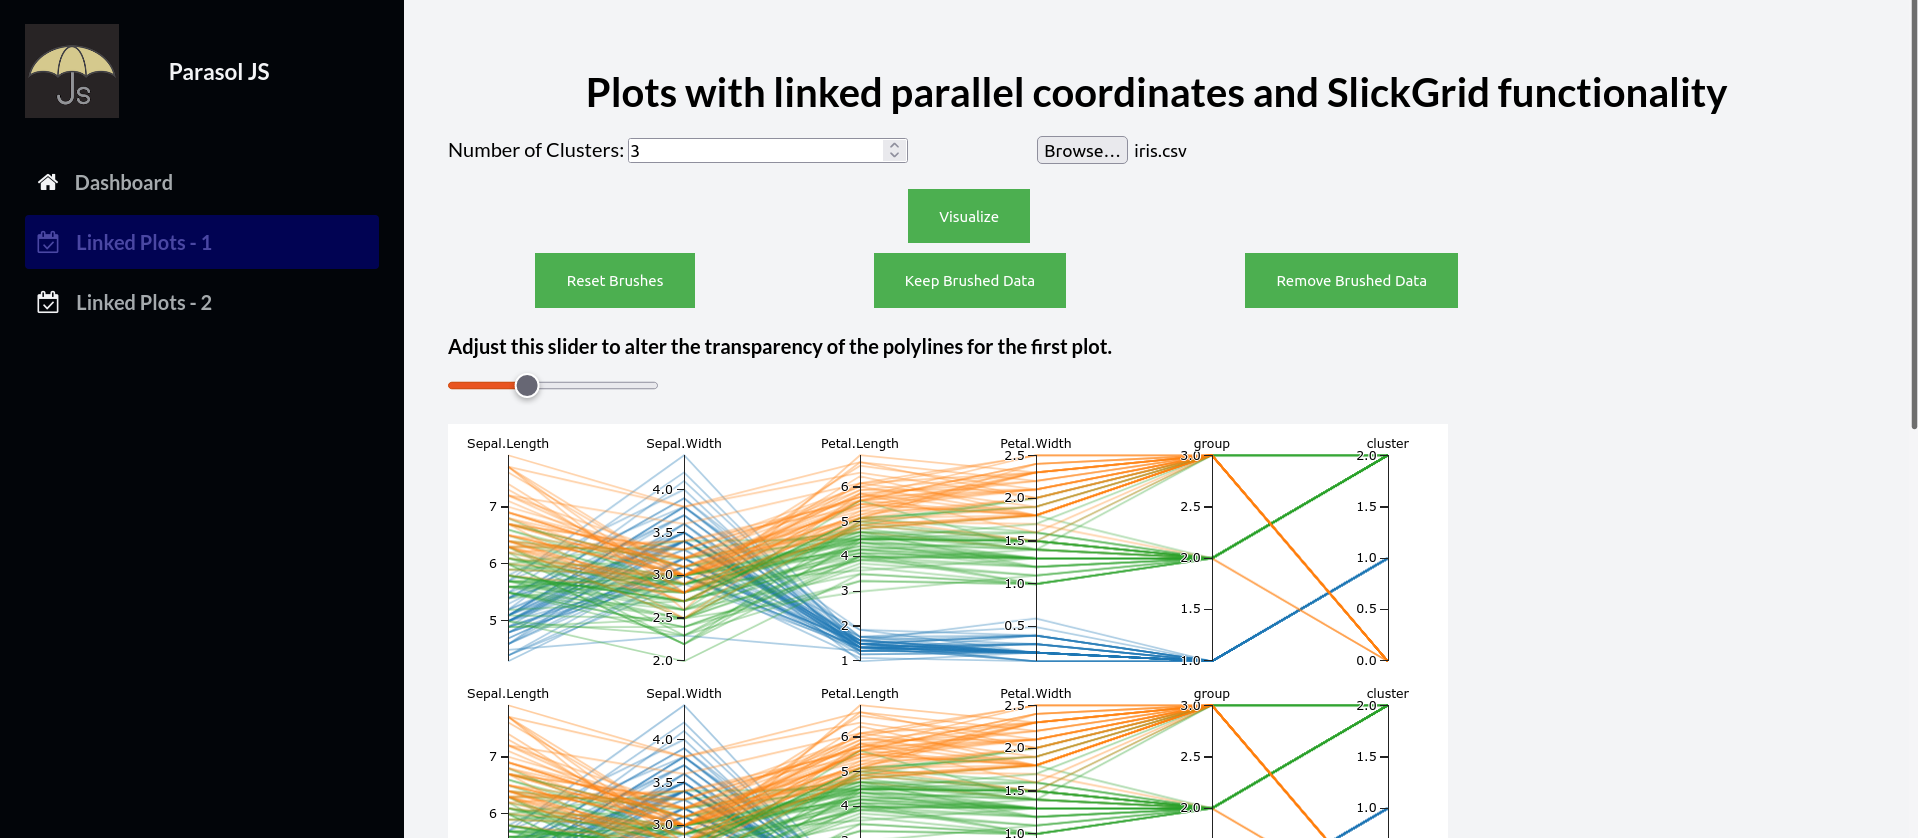 JS
Parasol JS
Dashboard
Linked Plots - 1
Linked Plots - 2
Plots with linked parallel coordinates and SlickGrid functionality
Number of Clusters: 3
Browse... iris.csv
Visualize
Reset Brushes Keep Brushed Data Remove Brushed Data
Adjust this slider to alter the transparency of the polylines for the first plot.
Sepal.Length Sepal.Width Petal.Length Petal.Width group cluster
2.5 3.0 2.0
4.0 6 2.0
7 2.5 1.5
3.5 5 1.5
6 3.0 4 2.0 1.0
3 1.0
5 2.5 2 0.5 1.5 0.5
2.0 1 1.0 0.0
Sepal.Length Sepal.Width Petal.Length Petal.Width group cluster
2.5 3.0 2.0
4.0 6 2.0
7 2.5 1.5
3.5 5 1.5
6 4 2.0 1.0
3.0 1.0